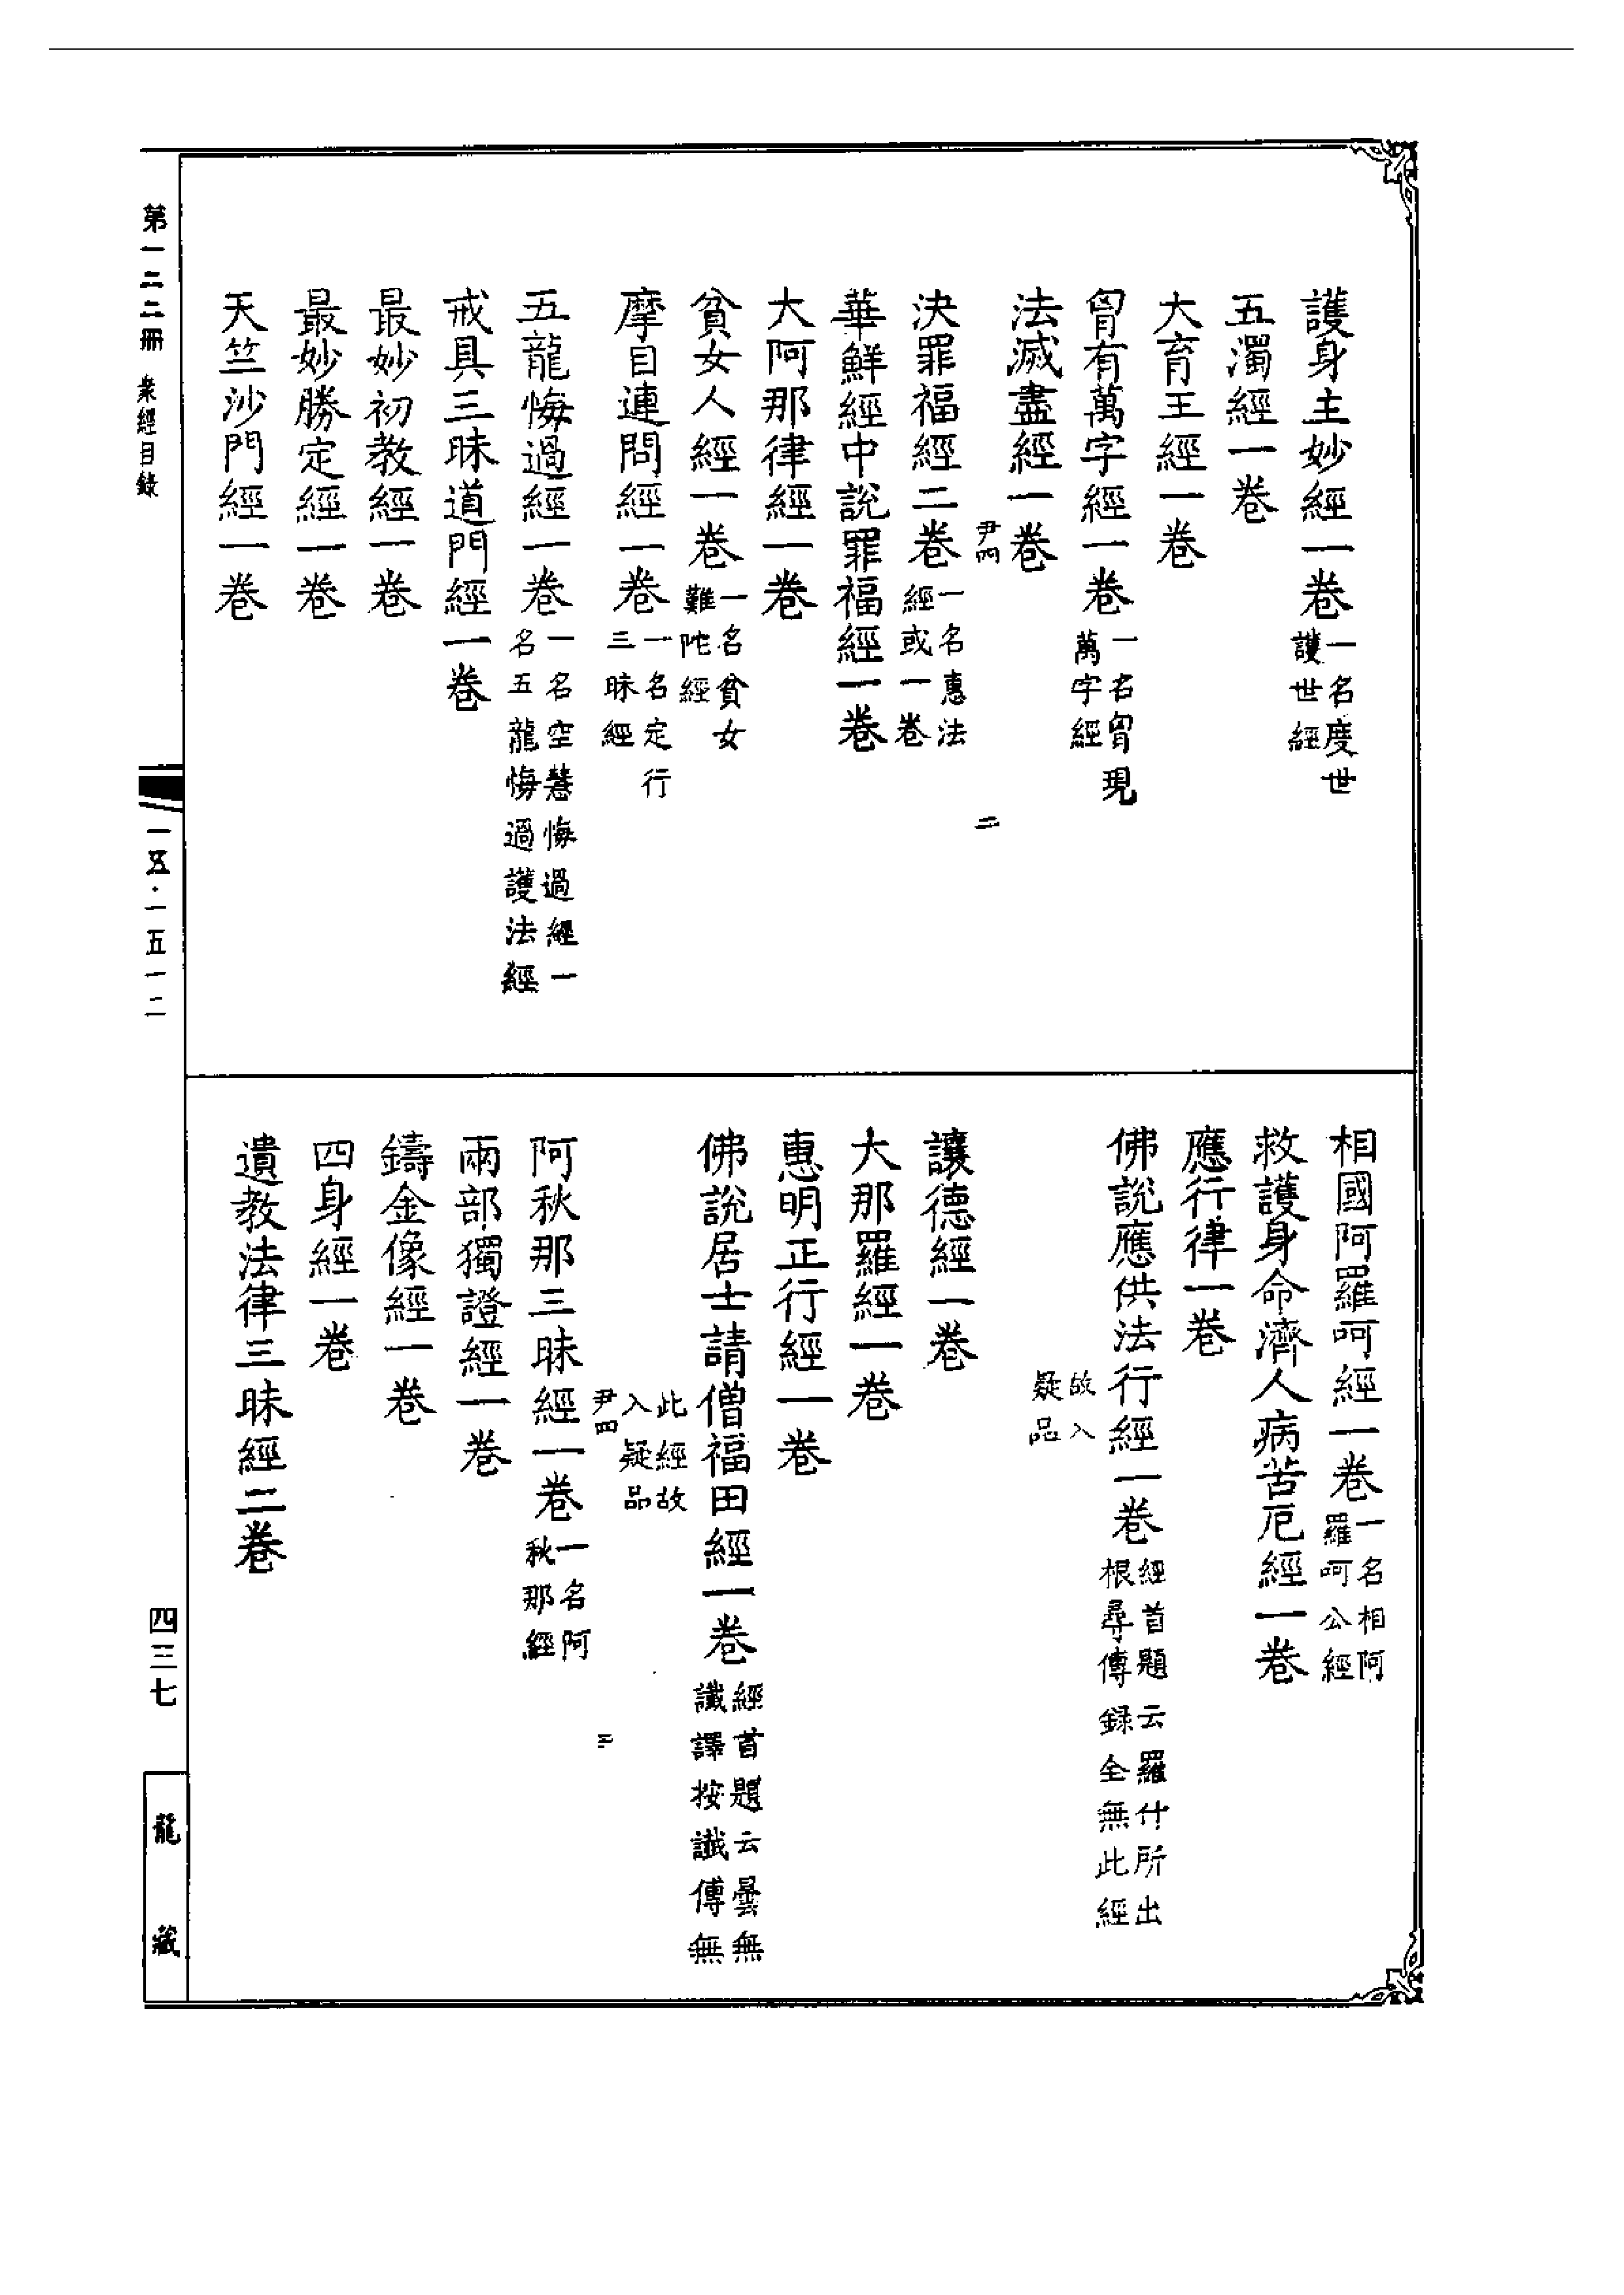 護身主妙經一卷一名度世護世經
五濁經一卷
大育王經一卷
胷有萬字經一卷一名胷現萬字經
法滅盡經一卷
尹四 二
決罪福經二卷一名惠法經或一卷
華鮮經中說罪福經一卷
大阿那律經一卷
貧女人經一卷一名貧女難陀經
摩目連問經一卷一名定行三昧經
五龍悔過經一卷一名空慧悔過經一名五龍悔過護法經
戒具三昧道門經一卷
最妙初教經一卷
最妙勝定經一卷
天竺沙門經一卷
相國阿羅呵經一卷一名相阿羅呵公經
救護身命濟人病苦厄經一卷
應行律一卷
佛說應供法行經一卷經首題云羅什所出根尋傳録全無此經
故入疑品
讓德經一卷
大那羅經一卷
惠明正行經一卷
佛說居士請僧福田經一卷經首題云曇無讖譯按讖傳無
此經故入疑品
尹四 三
阿秋那三昧經一卷一名阿秋那經
兩部獨證經一卷
鑄金像經一卷
四身經一卷
遺教法律三昧經二卷
第一二二冊 衆經目錄
一五·一五一二
四三七
龍藏